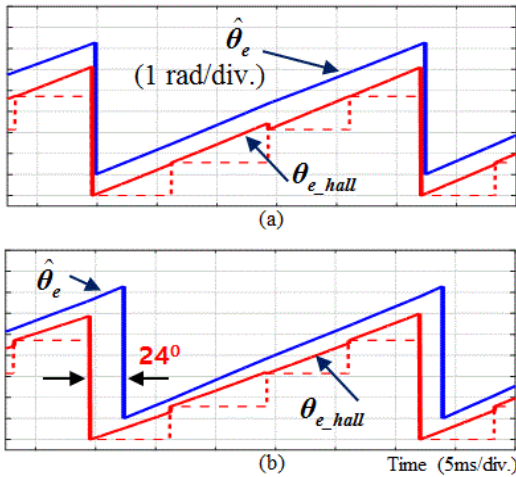 θ̂ₑ
(1 rad/div.)
θₑ_hall
(a)
θ̂ₑ
24⁰
θₑ_hall
(b)
Time (5ms/div.)